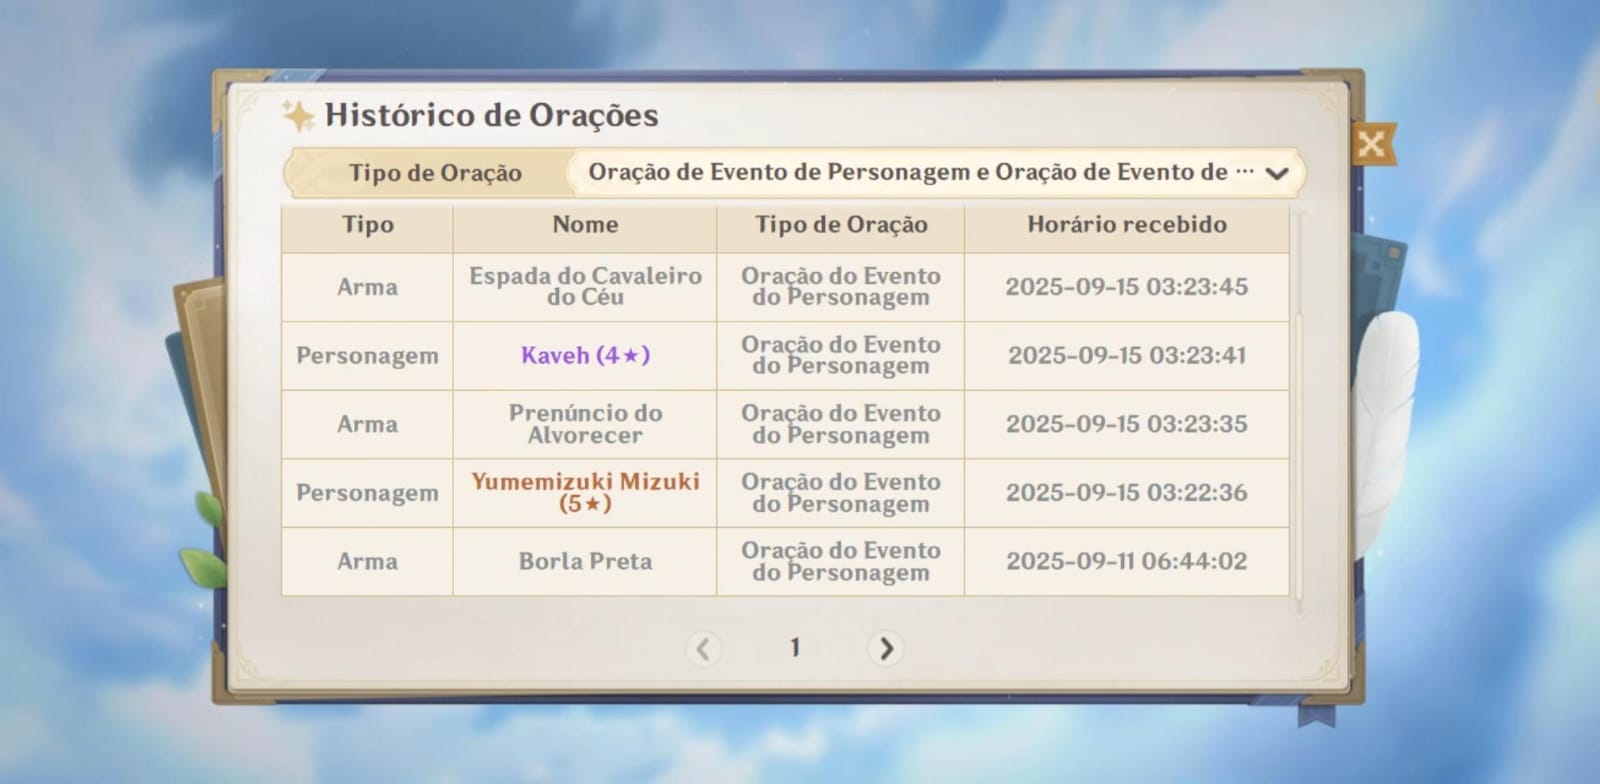 Histórico de Orações
Tipo de Oração
Oração de Evento de Personagem e Oração de Evento de ...
Tipo
Nome
Tipo de Oração
Horário recebido
Arma
Espada do Cavaleiro
do Céu
Oração do Evento
do Personagem
2025-09-15 03:23:45
Personagem
Kaveh (4★)
Oração do Evento
do Personagem
2025-09-15 03:23:41
Arma
Prenúncio do
Alvorecer
Oração do Evento
do Personagem
2025-09-15 03:23:35
Personagem
Yumemizuki Mizuki
(5★)
Oração do Evento
do Personagem
2025-09-15 03:22:36
Arma
Borla Preta
Oração do Evento
do Personagem
2025-09-11 06:44:02
1